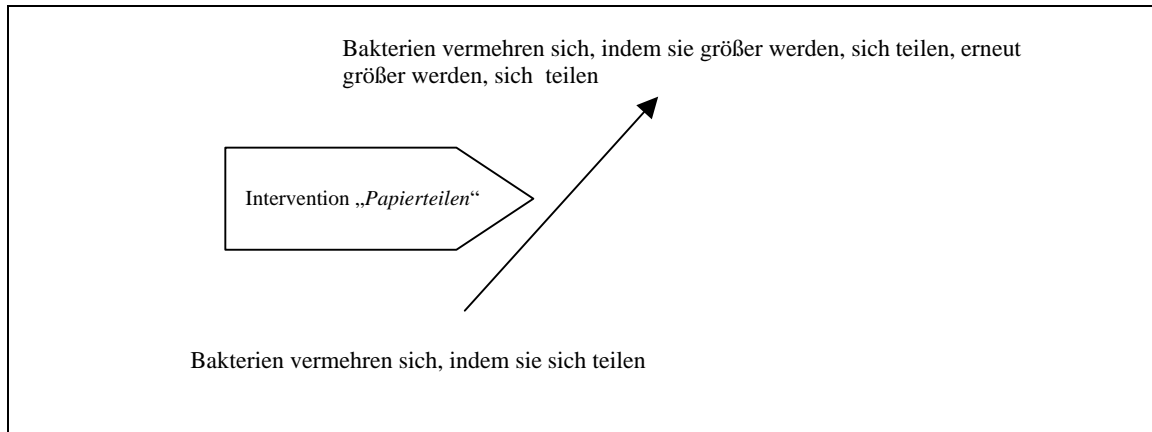 Bakterien vermehren sich, indem sie größer werden, sich teilen, erneut
größer werden, sich teilen
Intervention „Papierteilen“
Bakterien vermehren sich, indem sie sich teilen